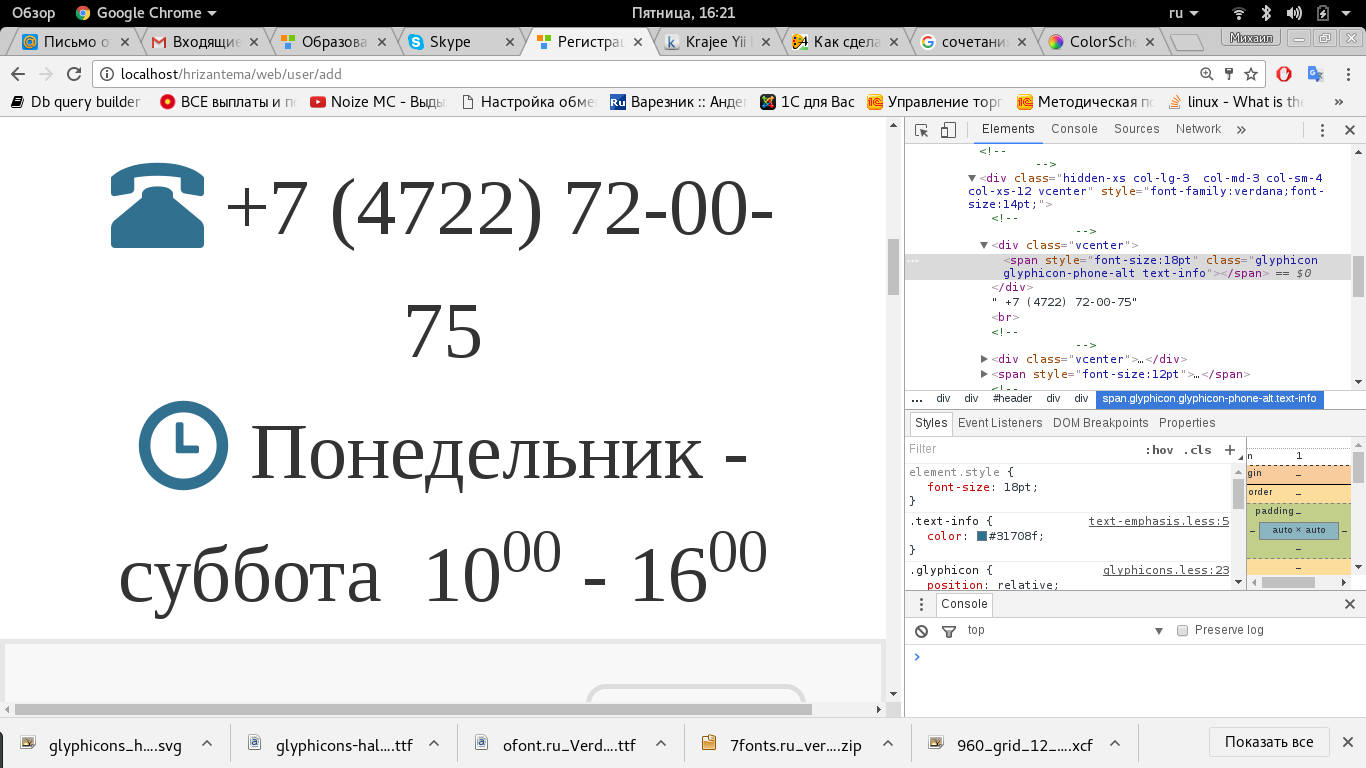 Обзор Google Chrome Пятница, 16:21 ru
Письмо о Входящие Образова Skype Регистрац Krajee Yii Как сдела сочетани ColorSche Михаил
localhost/hrizantema/web/user/add
Db query builder ВСЕ выплаты и п Noize MC - Выды Настройка обме Варезник :: Анде 1С для Вас Управление торг Методическая п linux - What is the »
+7 (4722) 72-00-
75
Понедельник -
суббота 10⁰⁰ - 16⁰⁰
Elements Console Sources Network »
<!--
-->
<div class="hidden-xs col-lg-3 col-md-3 col-sm-4
col-xs-12 vcenter" style="font-family:verdana;font-
size:14pt;">
<!--
-->
<div class="vcenter">
<span style="font-size:18pt" class="glyphicon
glyphicon-phone-alt text-info"></span> == $0
</div>
" +7 (4722) 72-00-75"
<br>
<!--
-->
<div class="vcenter">…</div>
<span style="font-size:12pt">…</span>
... div div #header div div span.glyphicon.glyphicon-phone-alt.text-info
Styles Event Listeners DOM Breakpoints Properties
Filter :hov .cls +
element.style {
font-size: 18pt;
}
.text-info { text-emphasis.less:5
color: #31708f;
}
.glyphicon { glyphicons.less:23
position: relative;
n 1
gin –
order –
padding –
– auto × auto –
–
–
Console
top Preserve log
>
glyphicons_h....svg glyphicons-hal....ttf ofont.ru_Verd....ttf 7fonts.ru_ver....zip 960_grid_12_....xcf Показать все